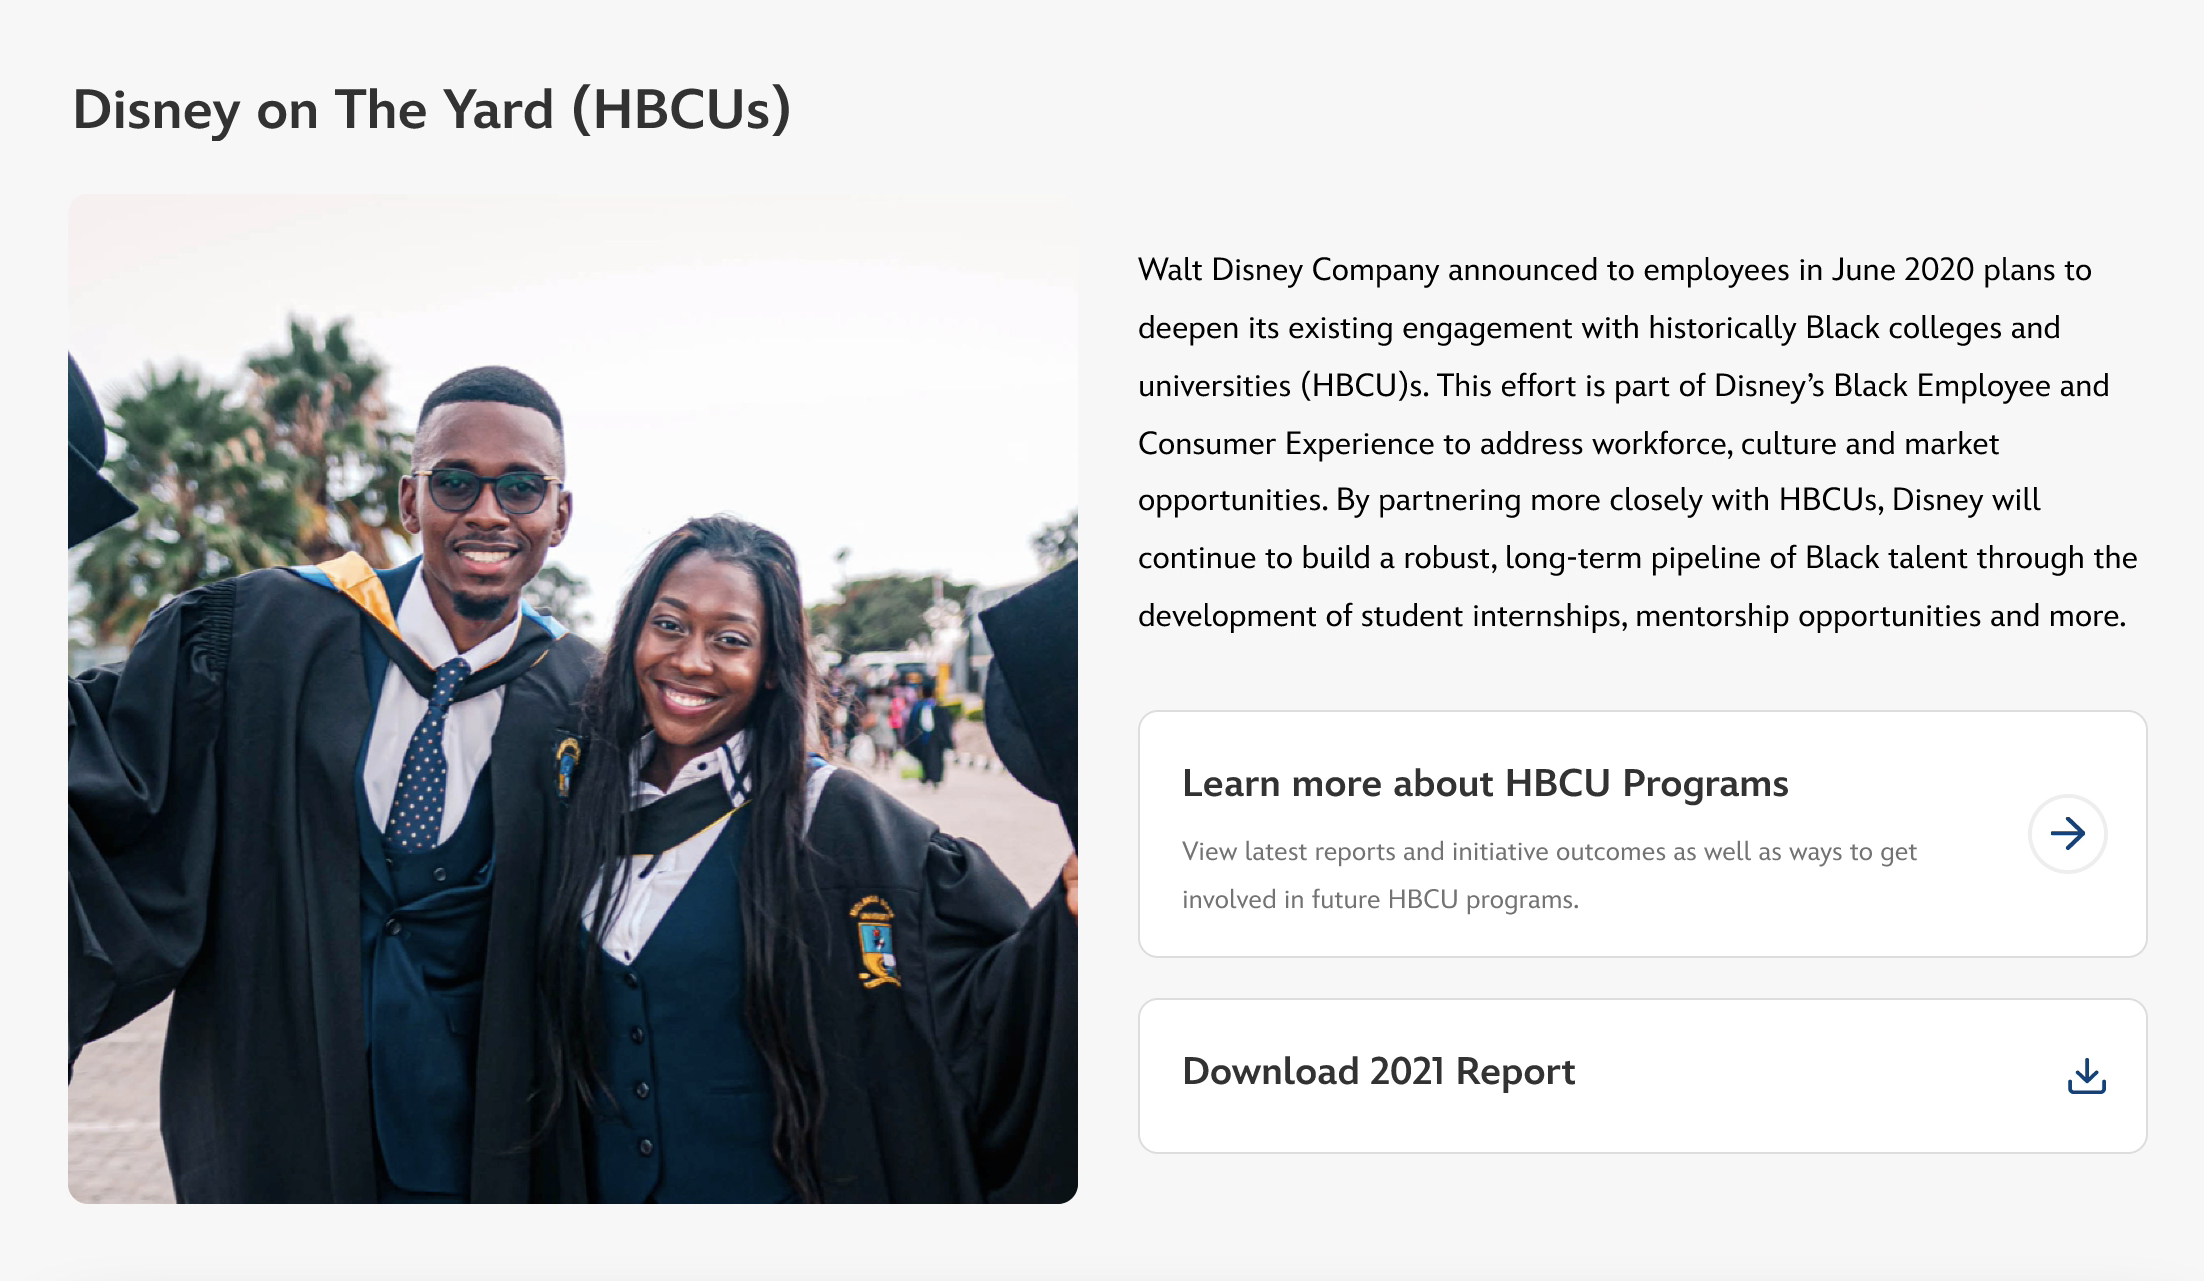 Disney on The Yard (HBCUs)
Walt Disney Company announced to employees in June 2020 plans to
deepen its existing engagement with historically Black colleges and
universities (HBCU)s. This effort is part of Disney’s Black Employee and
Consumer Experience to address workforce, culture and market
opportunities. By partnering more closely with HBCUs, Disney will
continue to build a robust, long-term pipeline of Black talent through the
development of student internships, mentorship opportunities and more.
Learn more about HBCU Programs
View latest reports and initiative outcomes as well as ways to get
involved in future HBCU programs.
Download 2021 Report